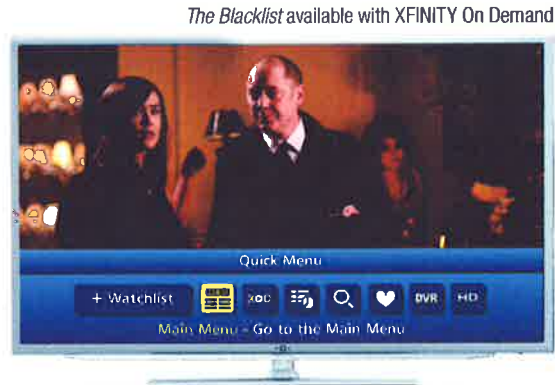 The Blacklist available with XFINITY On Demand
Quick Menu
+ Watchlist XOD DVR HD
Main Menu - Go to the Main Menu